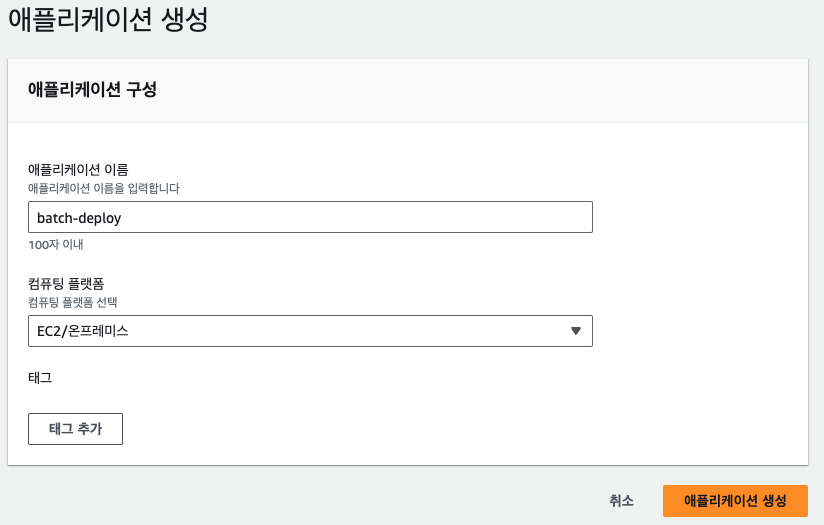 애플리케이션 생성
애플리케이션 구성
애플리케이션 이름
애플리케이션 이름을 입력합니다
batch-deploy
100자 이내
컴퓨팅 플랫폼
컴퓨팅 플랫폼 선택
EC2/온프레미스
태그
태그 추가
취소
애플리케이션 생성